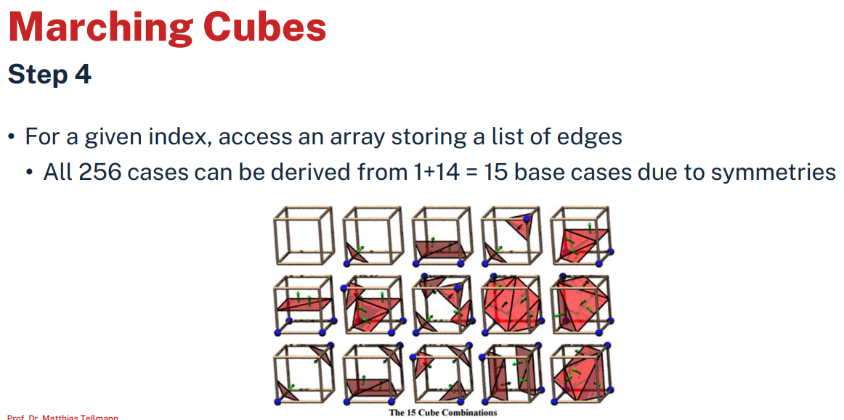 Marching Cubes
Step 4
• For a given index, access an array storing a list of edges
• All 256 cases can be derived from 1+14 = 15 base cases due to symmetries
The 15 Cube Combinations
Prof. Dr. Matthias Teßmann